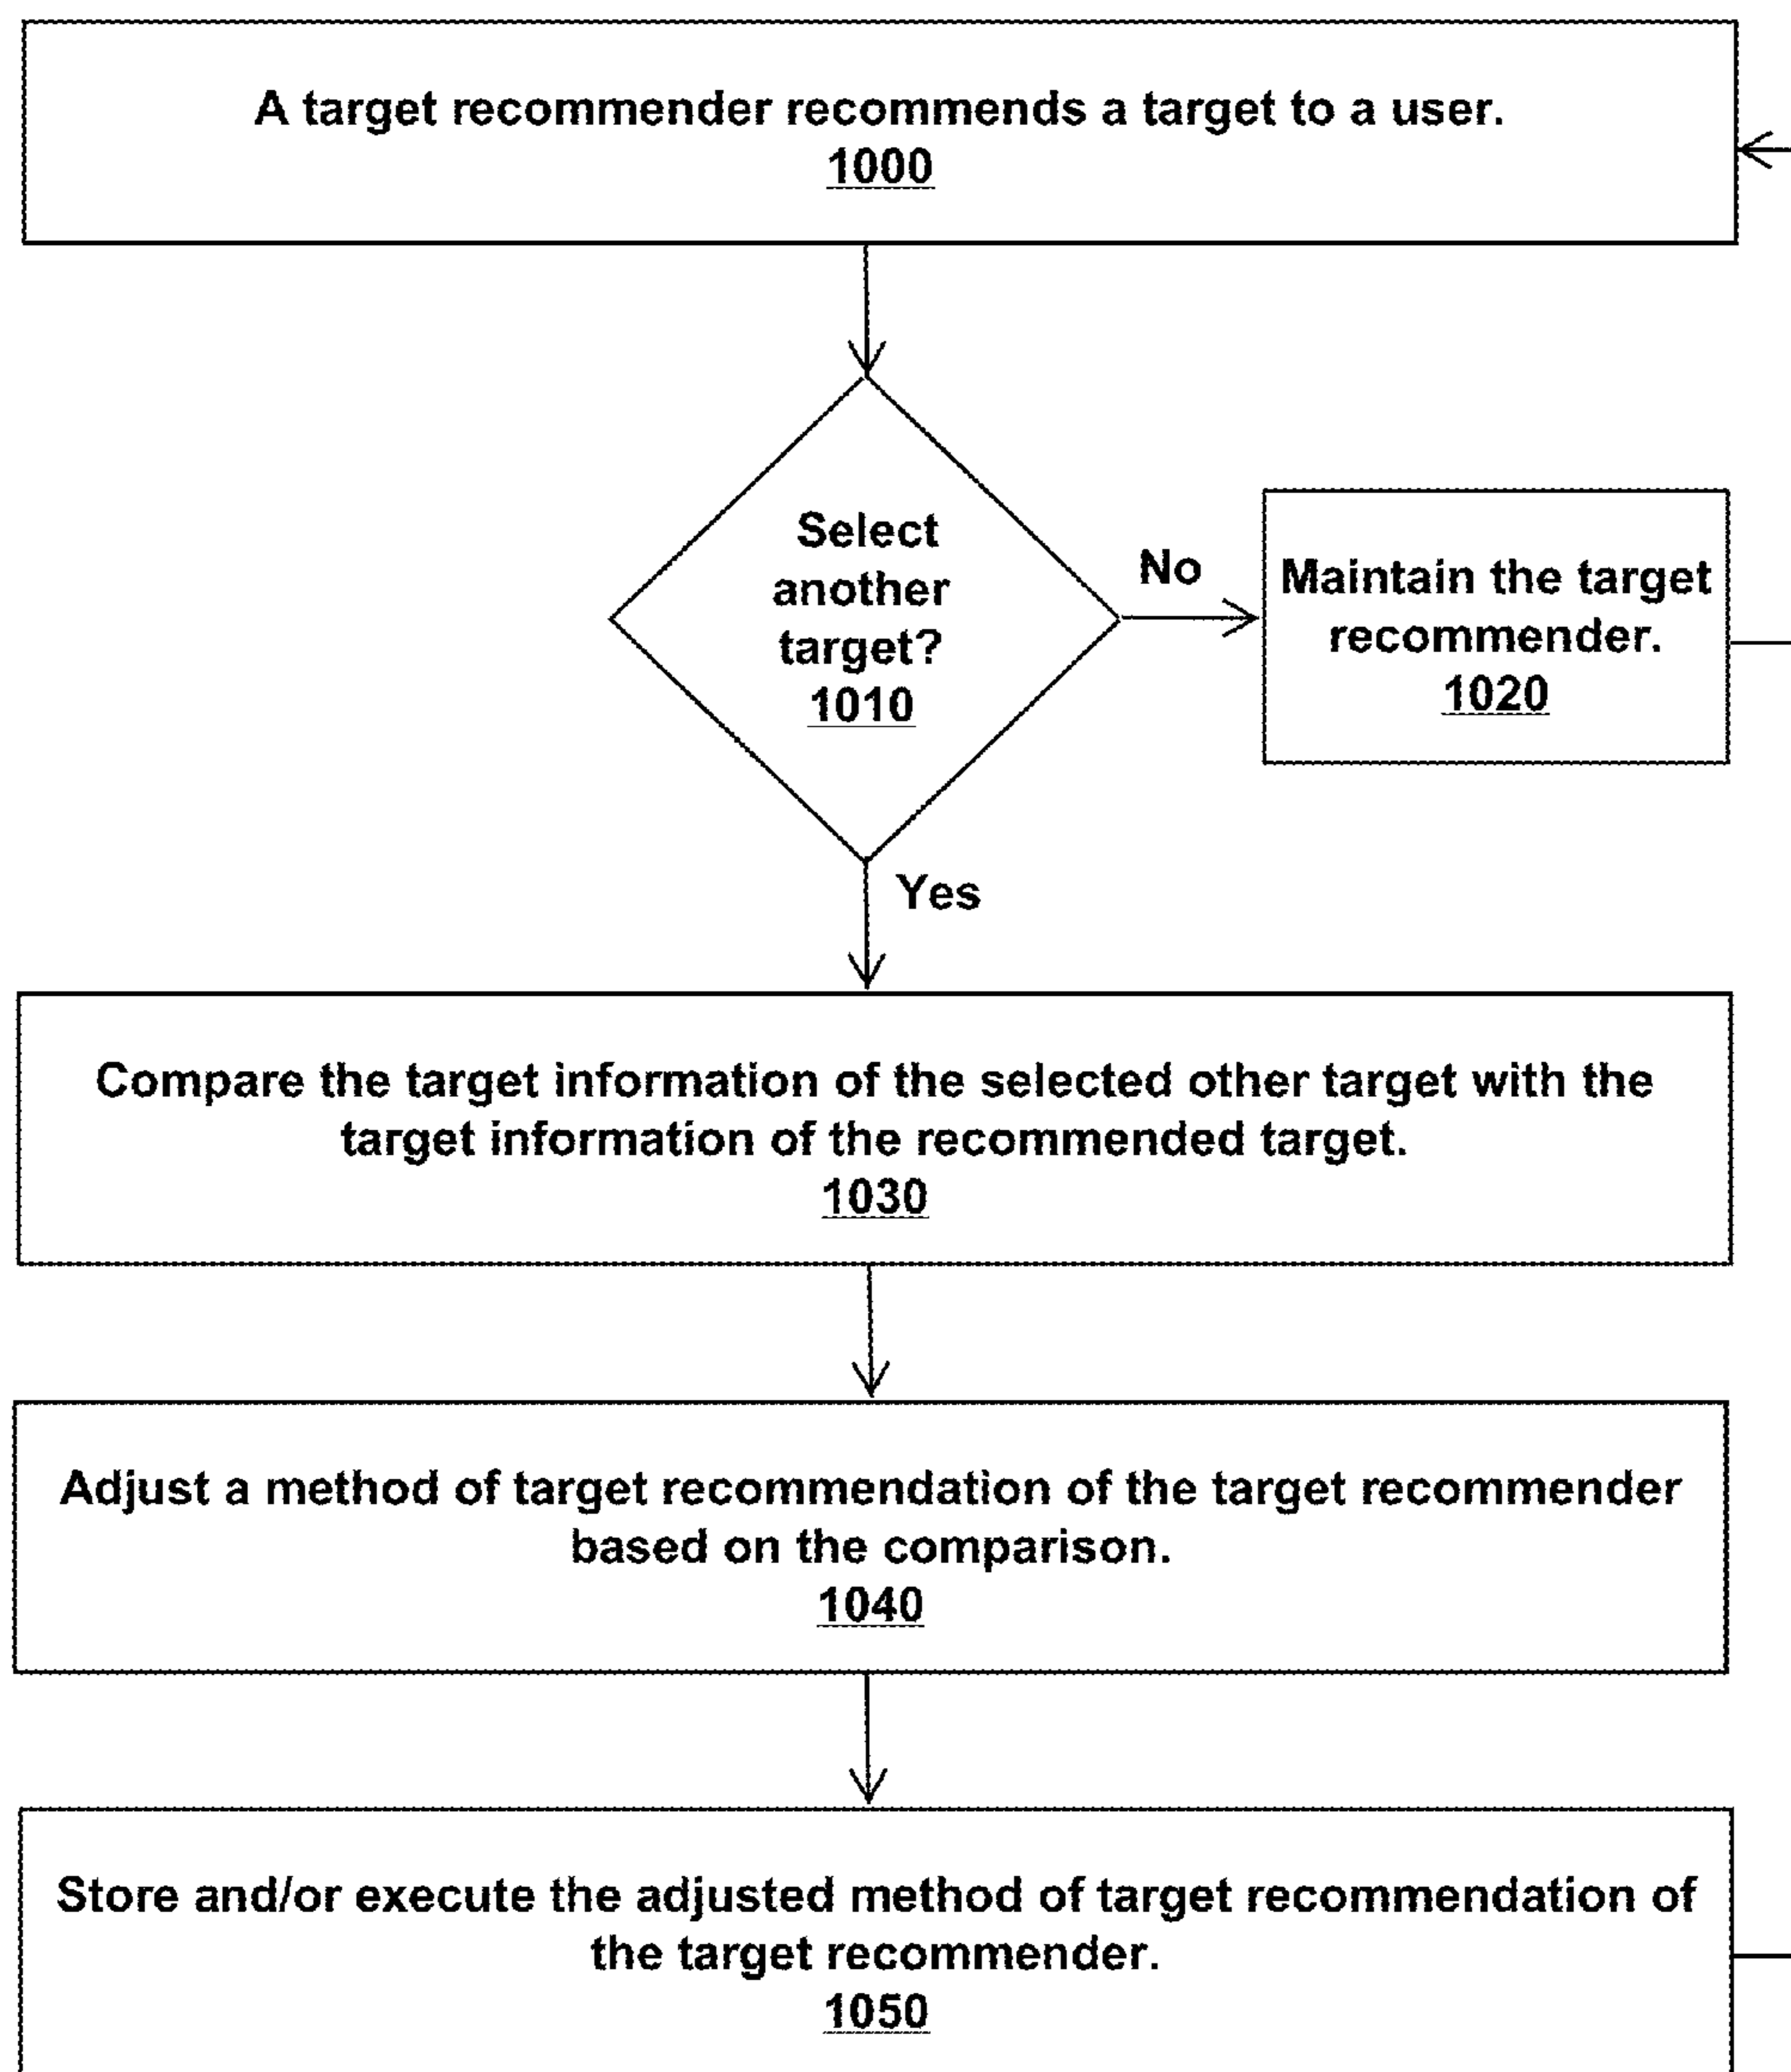 A target recommender recommends a target to a user.
1000
Select
another
target?
1010
No
Maintain the target
recommender.
1020
Yes
Compare the target information of the selected other target with the
target information of the recommended target.
1030
Adjust a method of target recommendation of the target recommender
based on the comparison.
1040
Store and/or execute the adjusted method of target recommendation of
the target recommender.
1050